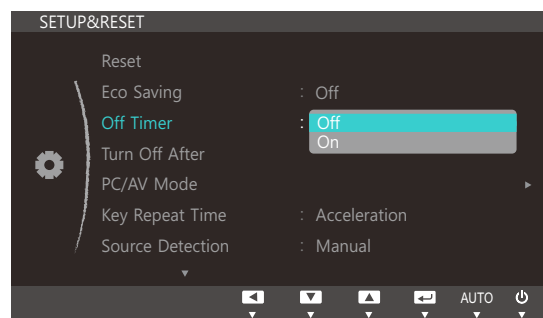 SETUP&RESET
Reset
Eco Saving : Off
Off Timer : Off
On
Turn Off After
PC/AV Mode
Key Repeat Time : Acceleration
Source Detection : Manual
AUTO